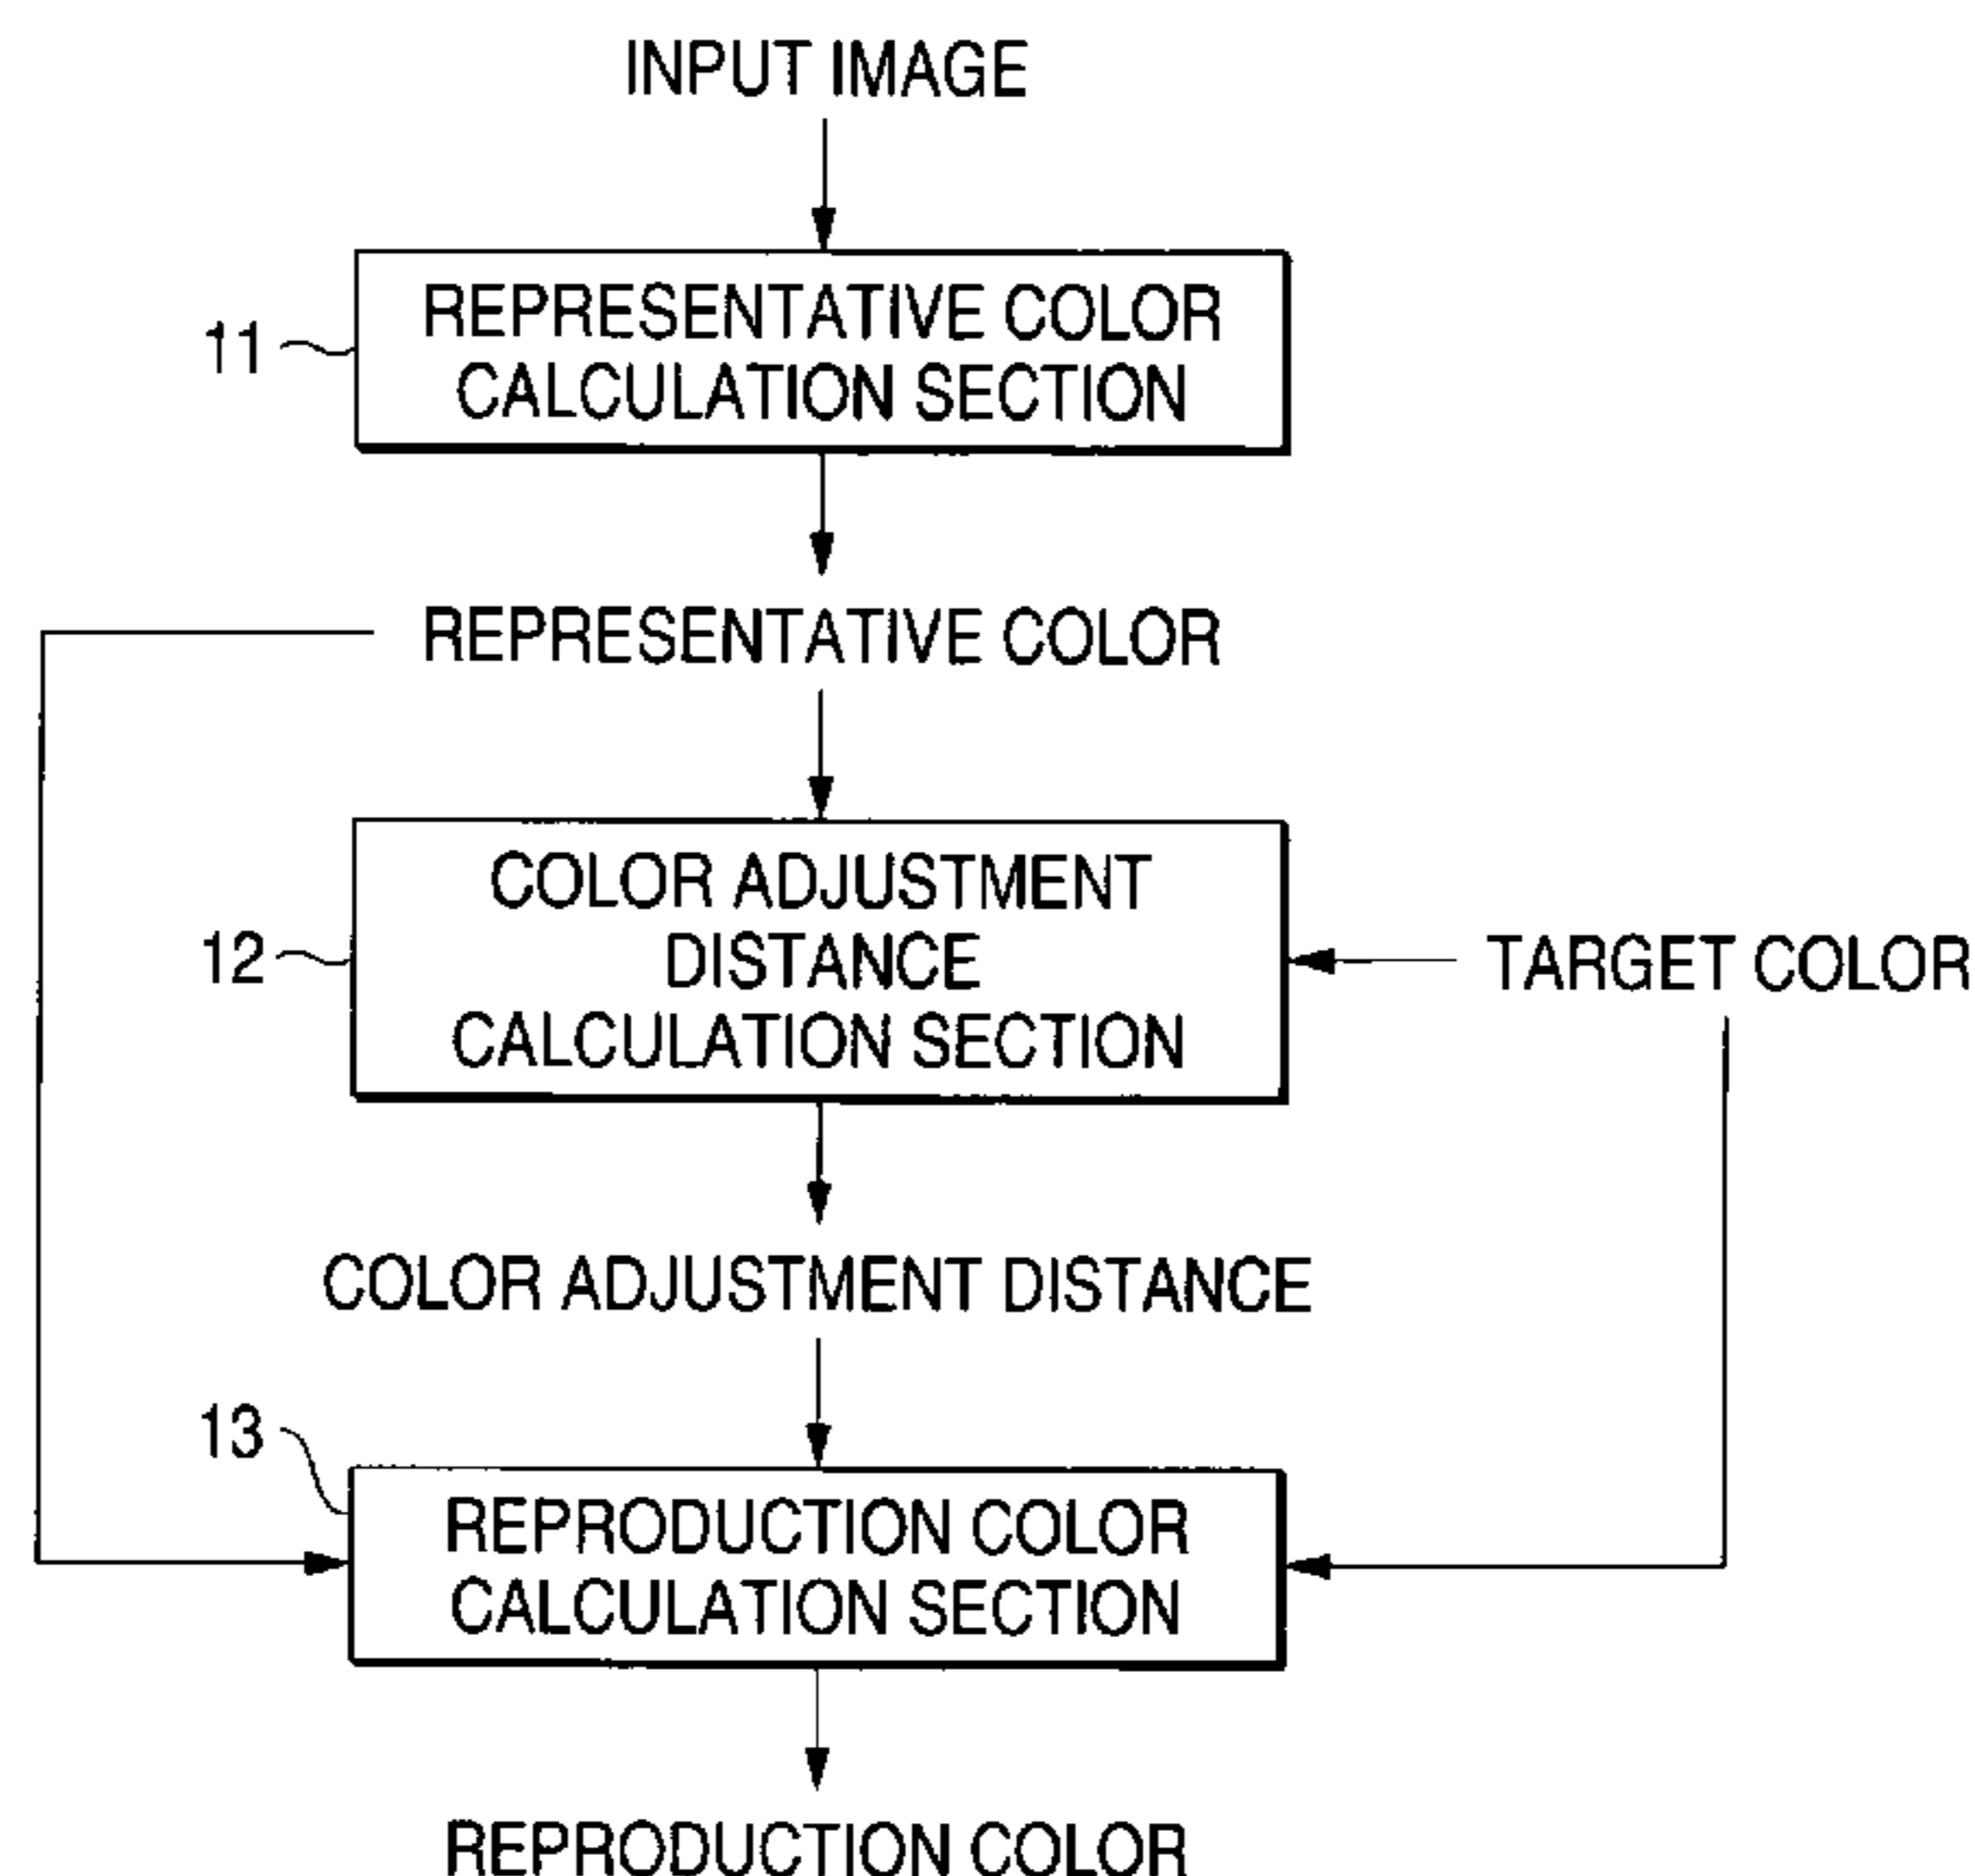 INPUT IMAGE
11
REPRESENTATIVE COLOR
CALCULATION SECTION
REPRESENTATIVE COLOR
12
COLOR ADJUSTMENT
DISTANCE
CALCULATION SECTION
TARGET COLOR
COLOR ADJUSTMENT DISTANCE
13
REPRODUCTION COLOR
CALCULATION SECTION
REPRODUCTION COLOR